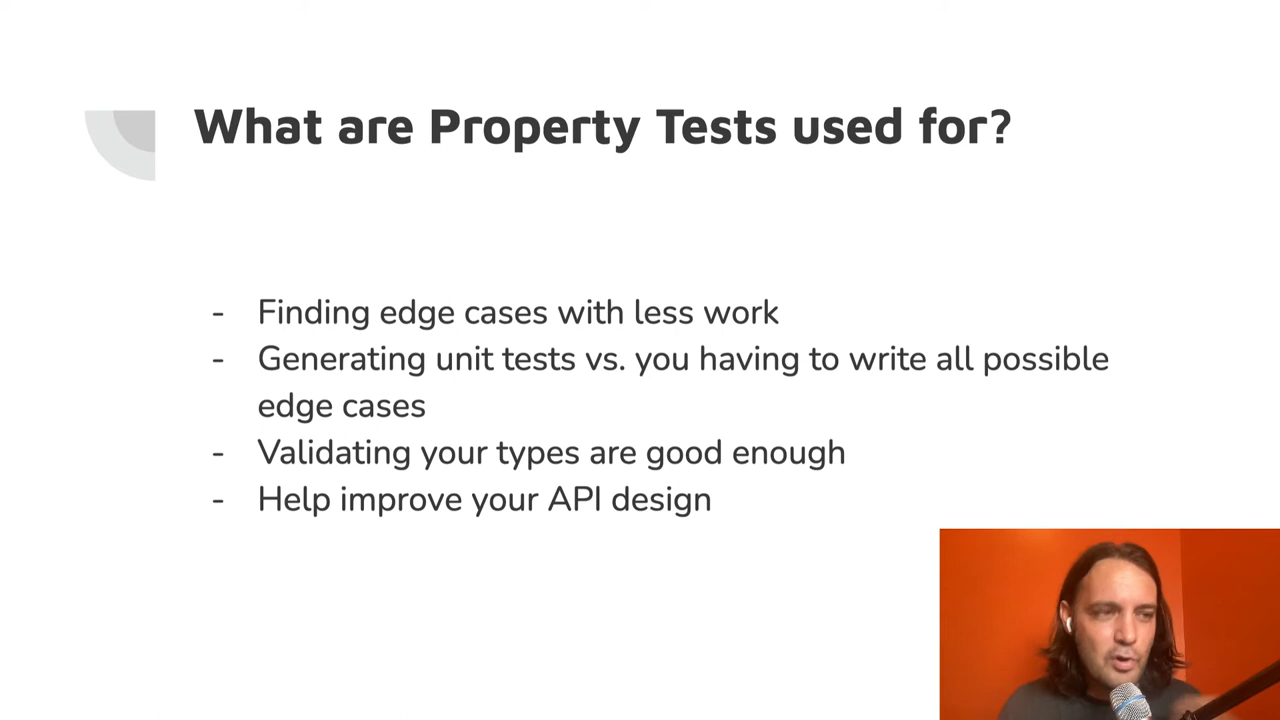 What are Property Tests used for?
- Finding edge cases with less work
- Generating unit tests vs. you having to write all possible
edge cases
- Validating your types are good enough
- Help improve your API design